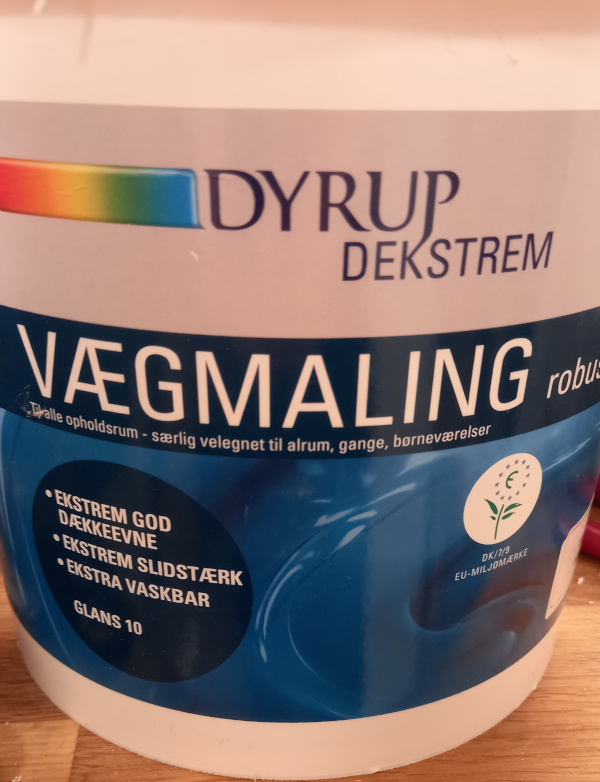 DYRUP
DEKSTREM
VÆGMALING
Til alle opholdsrum - særlig velegnet til alrum, gange, børneværelser
• EKSTREM GOD
DÆKKEEVNE
• EKSTREM SLIDSTÆRK
• EKSTRA VASKBAR
GLANS 10
€
DK/7/9
EU-MILJØMÆRKE